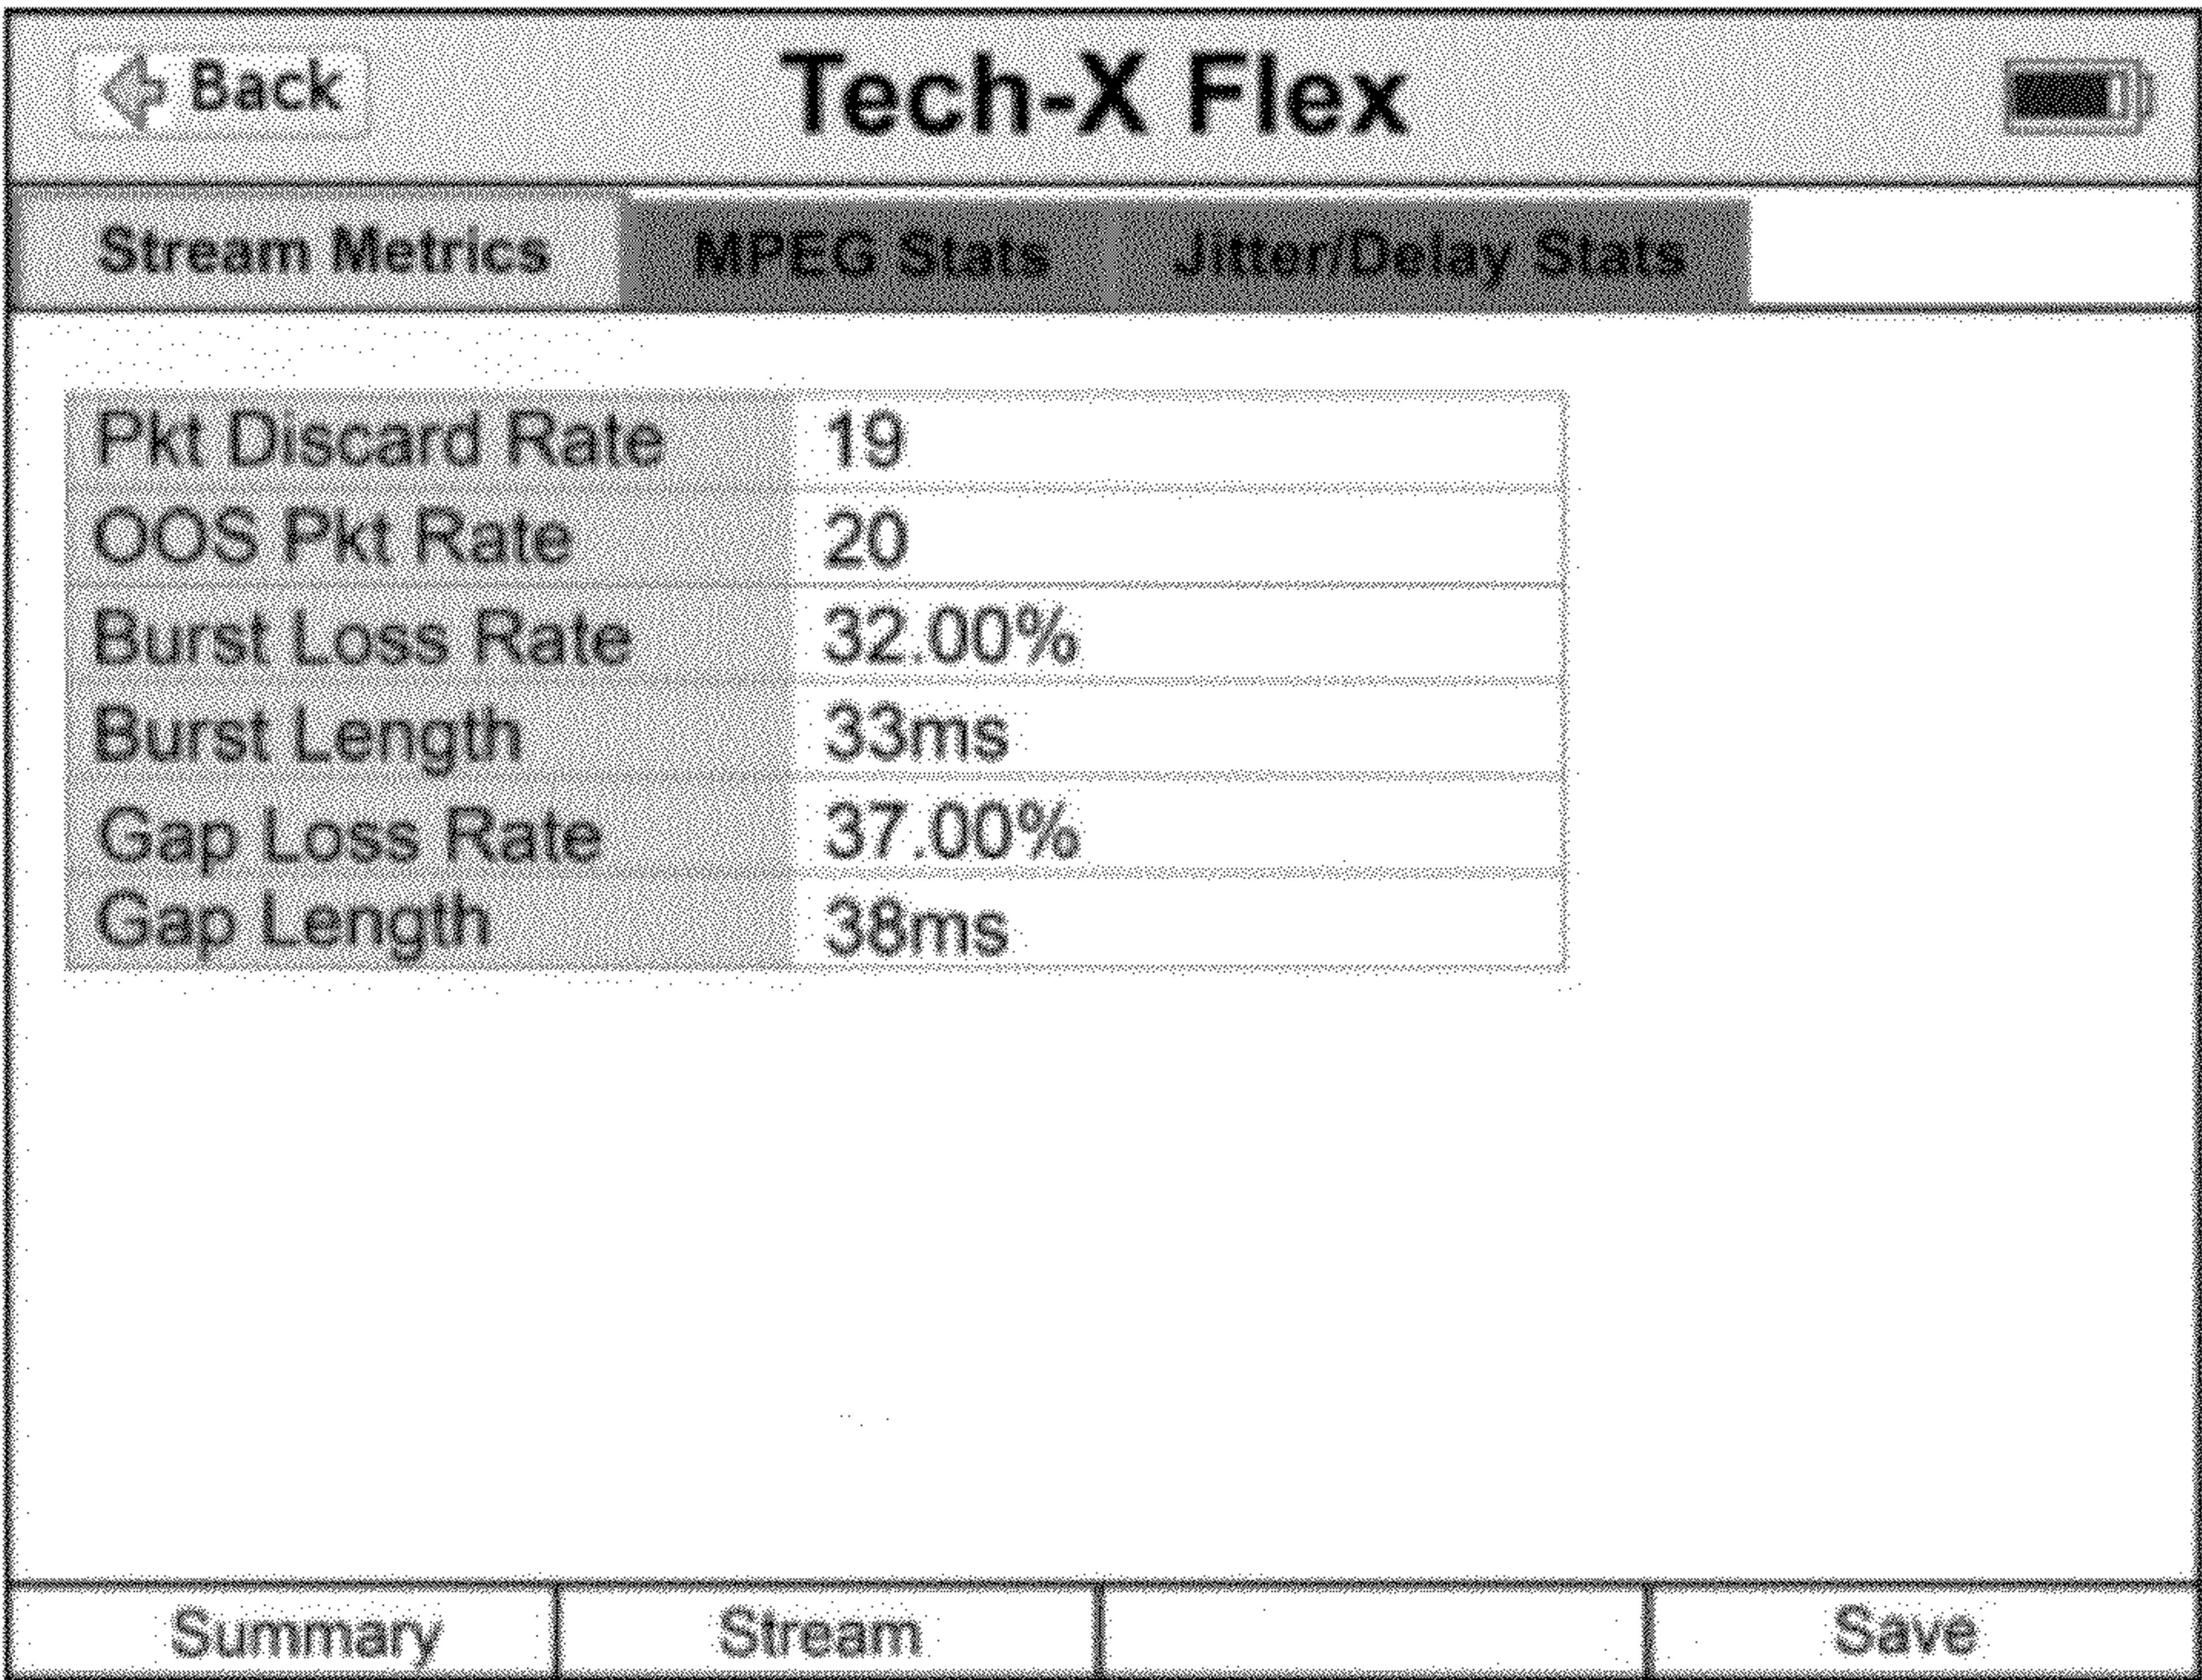 Back Tech-X Flex
Stream Metrics MPEG Stats Jitter/Delay Stats
Pkt Discard Rate 19
OOS Pkt Rate 20
Burst Loss Rate 32.00%
Burst Length 33ms
Gap Loss Rate 37.00%
Gap Length 38ms
Summary Stream Save